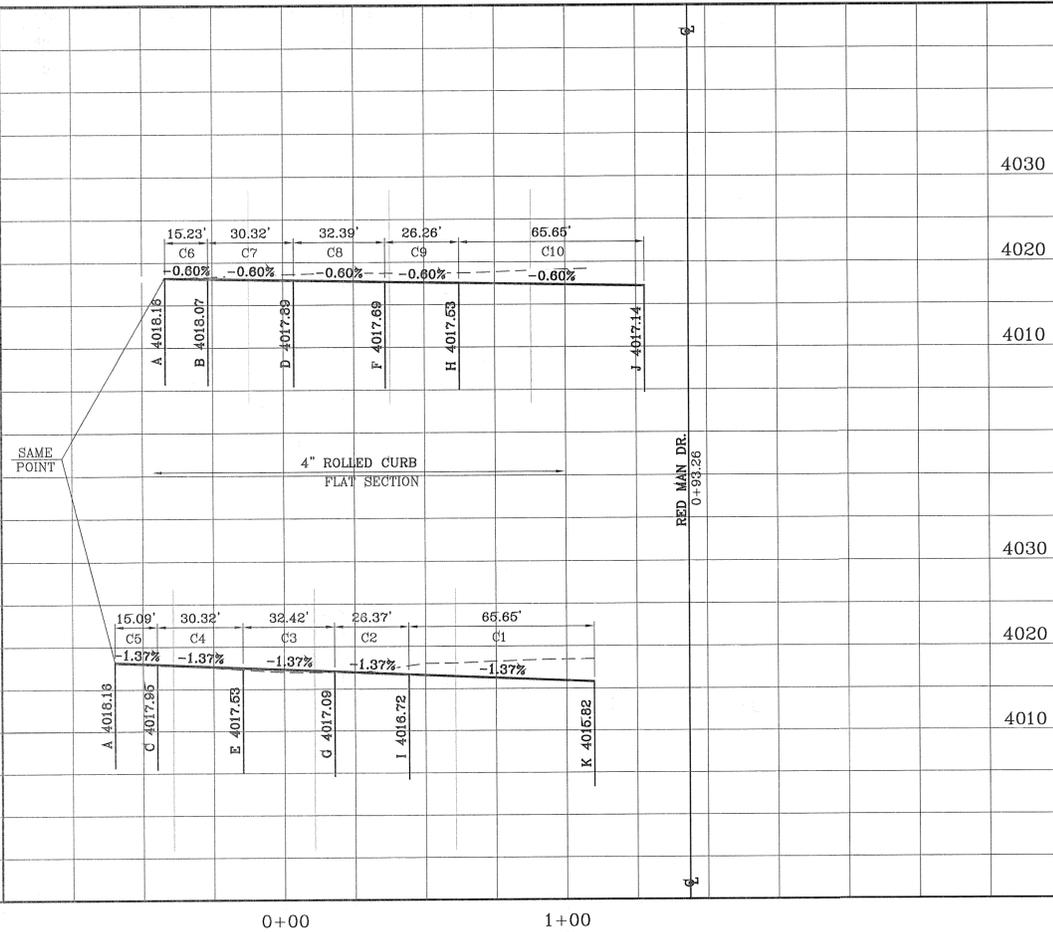 ℄
4030
15.23' 30.32' 32.39' 26.26' 65.65'
C6 C7 C8 C9 C10
4020
-0.60% -0.60% -0.60% -0.60% -0.60%
A 4018.16
B 4018.07
D 4017.89
F 4017.69
H 4017.53
J 4017.14
4010
SAME
POINT
4" ROLLED CURB
FLAT SECTION
RED MAN DR.
0+93.26
4030
15.09' 30.32' 32.42' 26.37' 65.65'
C5 C4 C3 C2 C1
4020
-1.37% -1.37% -1.37% -1.37% -1.37%
A 4018.16
C 4017.95
E 4017.53
G 4017.09
I 4016.72
K 4015.82
4010
℄
0+00 1+00